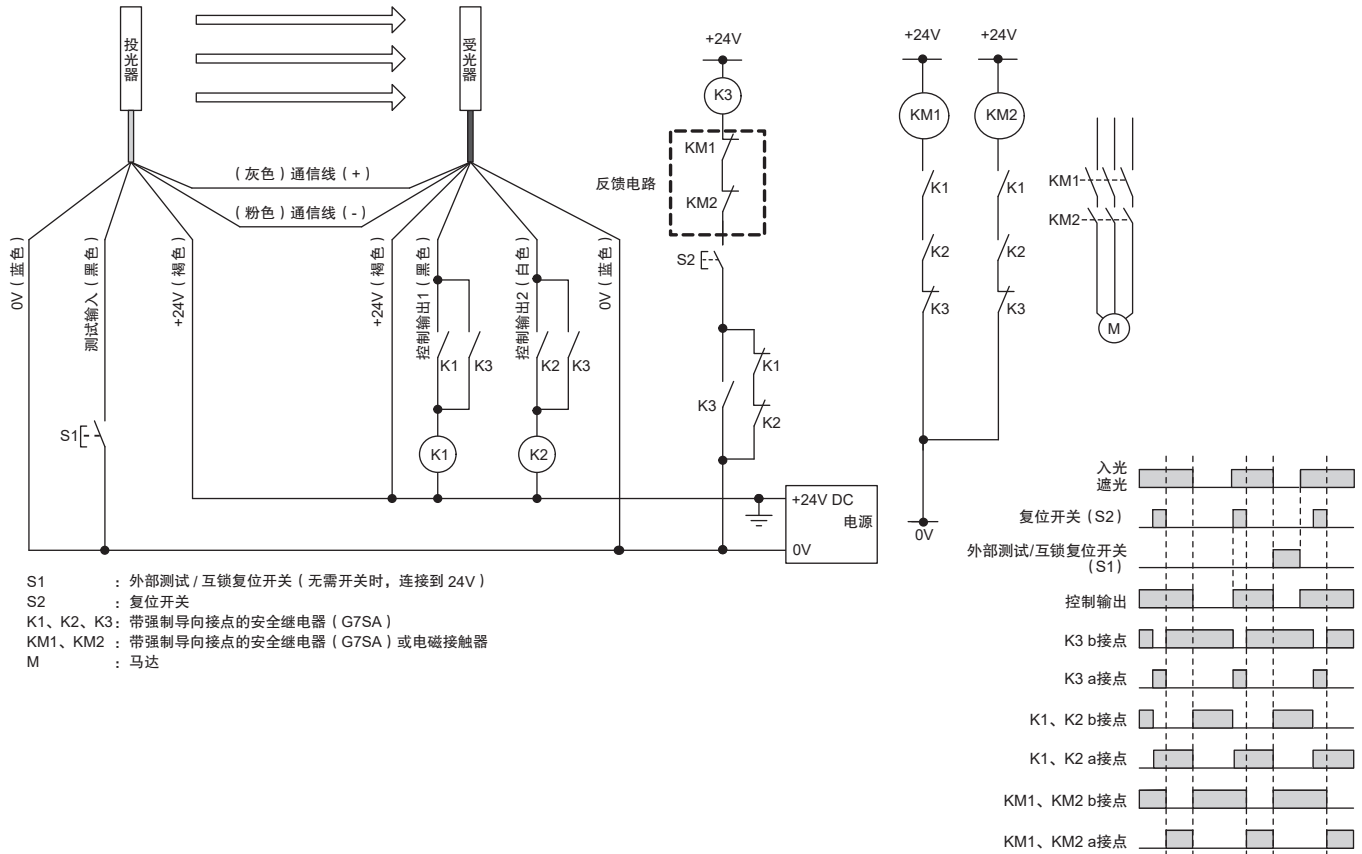 投光器
受光器
(灰色)通信线(+)
(粉色)通信线(-)
0V(蓝色)
测试输入(黑色)
+24V(褐色)
+24V(褐色)
控制输出1(黑色)
控制输出2(白色)
0V(蓝色)
K1
K3
K2
K3
S1
K1
K2
+24V DC
电源
0V
+24V
K3
KM1
反馈电路
KM2
S2
K1
K3
K2
+24V
+24V
KM1
KM2
K1
K1
K2
K2
K3
K3
0V
KM1
KM2
M
S1 :外部测试/互锁复位开关(无需开关时,连接到 24V)
S2 :复位开关
K1、K2、K3:带强制导向接点的安全继电器(G7SA)
KM1、KM2 :带强制导向接点的安全继电器(G7SA)或电磁接触器
M :马达
入光
遮光
复位开关(S2)
外部测试/互锁复位开关
(S1)
控制输出
K3 b接点
K3 a接点
K1、K2 b接点
K1、K2 a接点
KM1、KM2 b接点
KM1、KM2 a接点